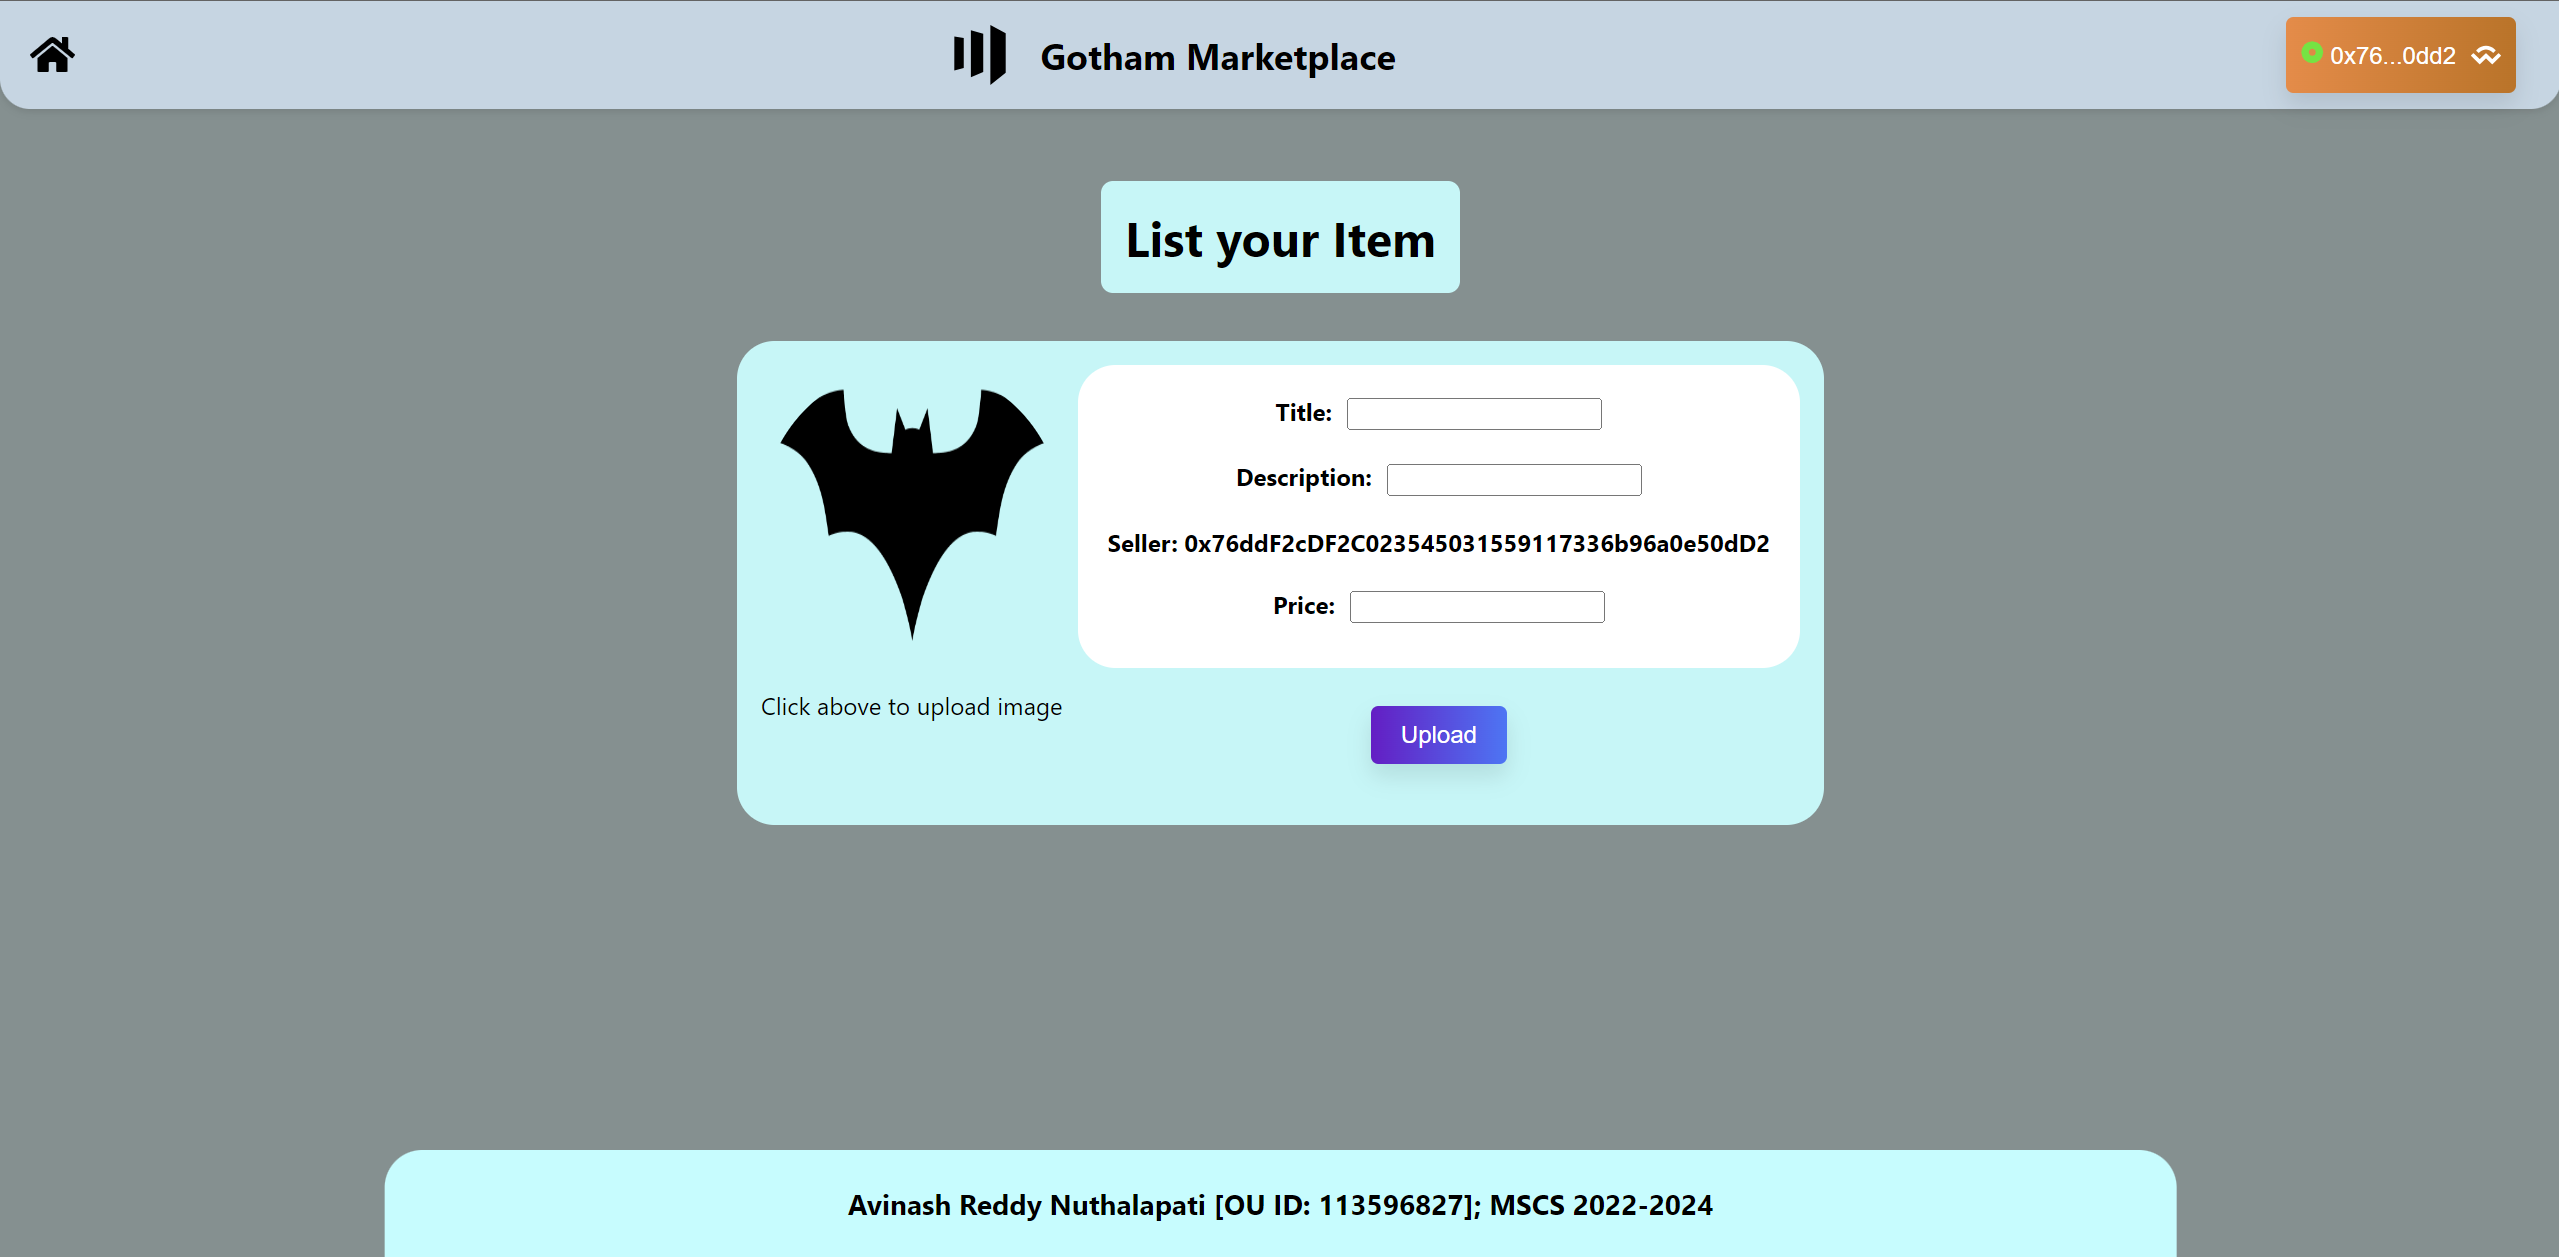 Gotham Marketplace
0x76...0dd2
List your Item
Title:
Description:
Seller: 0x76ddF2cDF2C023545031559117336b96a0e50dD2
Price:
Click above to upload image
Upload
Avinash Reddy Nuthalapati [OU ID: 113596827]; MSCS 2022-2024